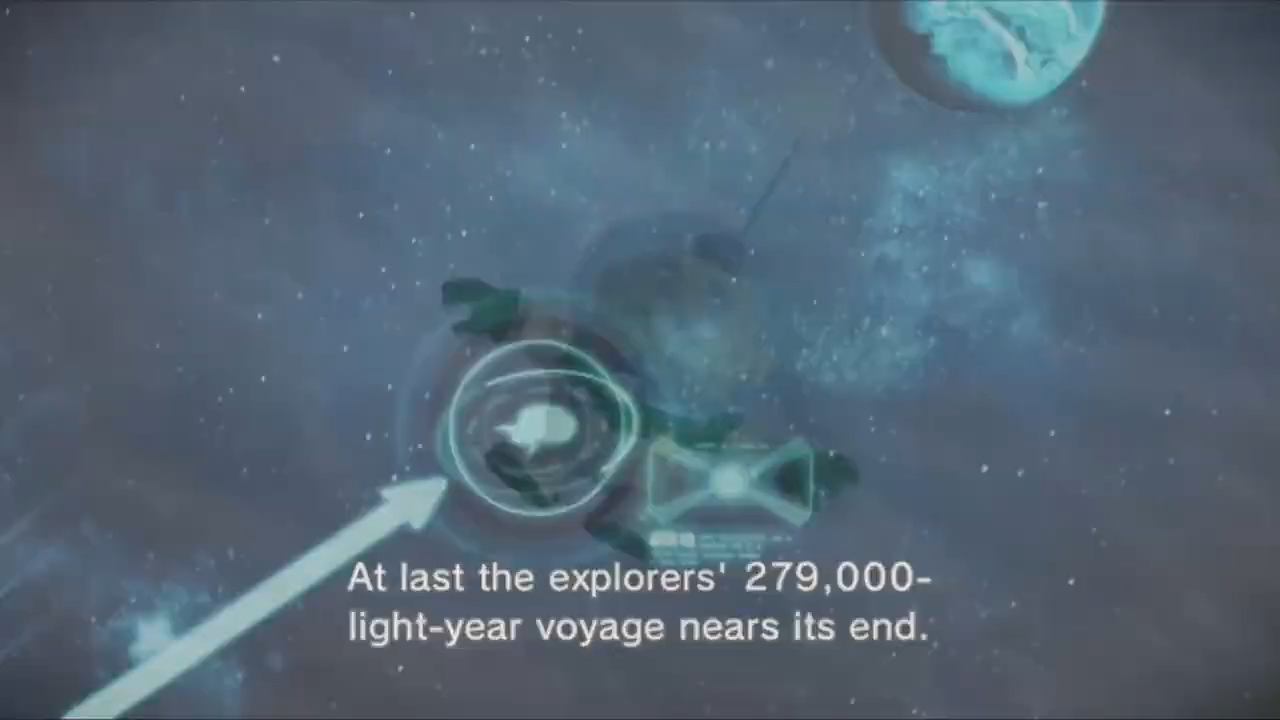 At last the explorers' 279,000-
light-year voyage nears its end.